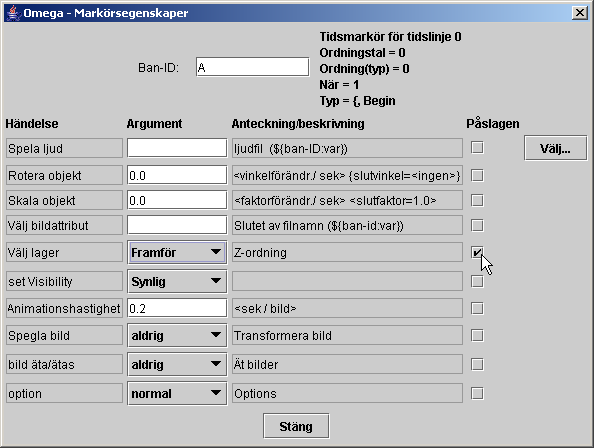 Omega - Markörsegenskaper
Ban-ID: A
Tidsmarkör för tidslinje 0
Ordningstal = 0
Ordning(typ) = 0
När = 1
Typ = {, Begin
Händelse Argument Anteckning/beskrivning Påslagen
Spela ljud ljudfil (${ban-ID:var}) Välj...
Rotera objekt 0.0 <vinkelförändr./ sek> {slutvinkel=<ingen>}
Skala objekt 0.0 <faktorförändr./ sek> <slutfaktor=1.0>
Välj bildattribut Slutet av filnamn (${ban-id:var})
Välj lager Framför Z-ordning
set Visibility Synlig
Animationshastighet 0.2 <sek / bild>
Spegla bild aldrig Transformera bild
bild äta/ätas aldrig Ät bilder
option normal Options
Stäng